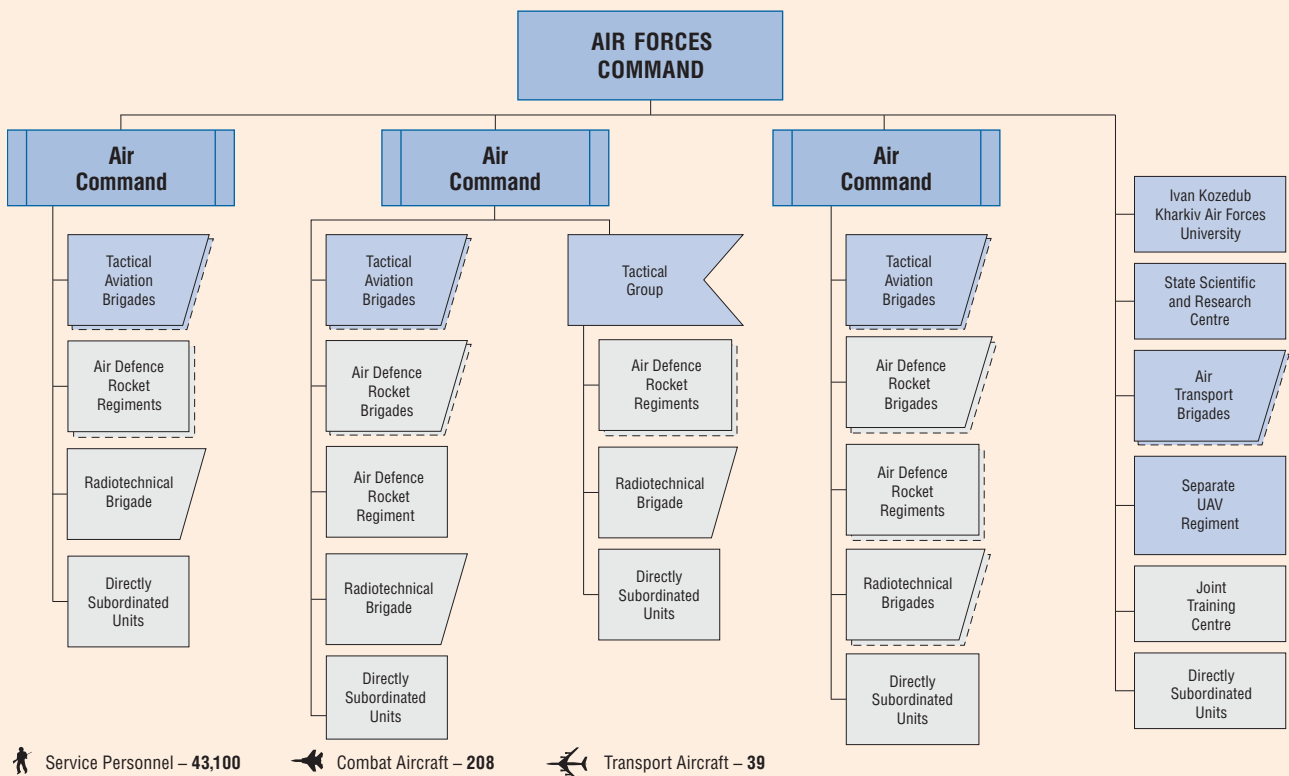 AIR FORCES
COMMAND
Air
Command
Tactical
Aviation
Brigades
Air Defence
Rocket
Regiments
Radiotechnical
Brigade
Directly
Subordinated
Units
Air
Command
Tactical
Aviation
Brigades
Air Defence
Rocket
Brigades
Air Defence
Rocket
Regiment
Radiotechnical
Brigade
Directly
Subordinated
Units
Tactical
Group
Air Defence
Rocket
Regiments
Radiotechnical
Brigade
Directly
Subordinated
Units
Air
Command
Tactical
Aviation
Brigades
Air Defence
Rocket
Brigades
Air Defence
Rocket
Regiments
Radiotechnical
Brigades
Directly
Subordinated
Units
Ivan Kozedub
Kharkiv Air Forces
University
State Scientific
and Research
Centre
Air
Transport
Brigades
Separate
UAV
Regiment
Joint
Training
Centre
Directly
Subordinated
Units
Service Personnel – 43,100
Combat Aircraft – 208
Transport Aircraft – 39